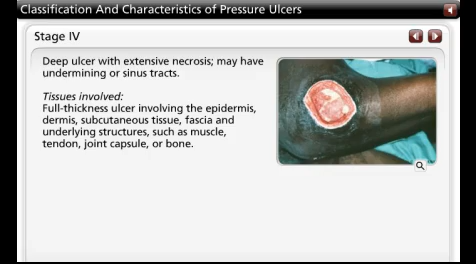 Classification And Characteristics of Pressure Ulcers
Stage IV
Deep ulcer with extensive necrosis; may have
undermining or sinus tracts.
Tissues involved:
Full-thickness ulcer involving the epidermis,
dermis, subcutaneous tissue, fascia and
underlying structures, such as muscle,
tendon, joint capsule, or bone.